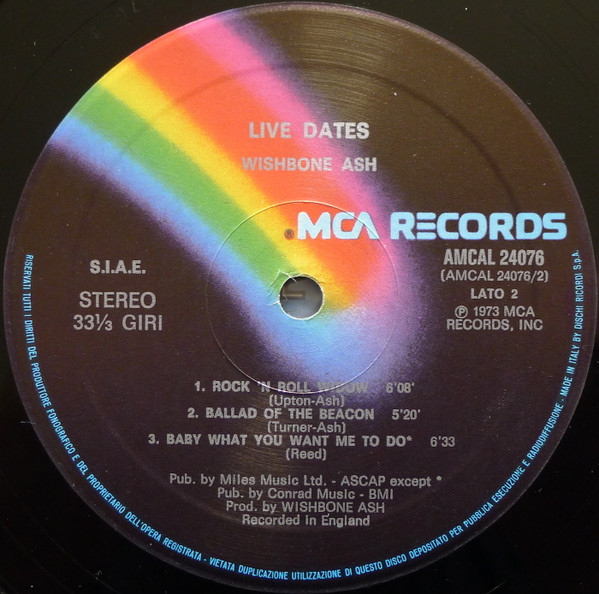 LIVE DATES
WISHBONE ASH
®MCA RECORDS
S.I.A.E.
STEREO
33⅓ GIRI
AMCAL 24076
(AMCAL 24076/2)
LATO 2
Ⓟ 1973 MCA
RECORDS, INC
1. ROCK 'N ROLL WIDOW 6'08'
(Upton-Ash)
2. BALLAD OF THE BEACON 5'20'
(Turner-Ash)
3. BABY WHAT YOU WANT ME TO DO* 6'33
(Reed)
Pub. by Miles Music Ltd. - ASCAP except *
Pub. by Conrad Music - BMI
Prod. by WISHBONE ASH
Recorded in England
RISERVATI TUTTI I DIRITTI DEL PRODUTTORE FONOGRAFICO E DEL PROPRIETARIO DELL'OPERA REGISTRATA - VIETATA DUPLICAZIONE UTILIZZAZIONE DI QUESTO DISCO DEPOSITATO PER PUBBLICA ESECUZIONE E RADIODIFFUSIONE - MADE IN ITALY BY DISCHI RICORDI S.p.A.